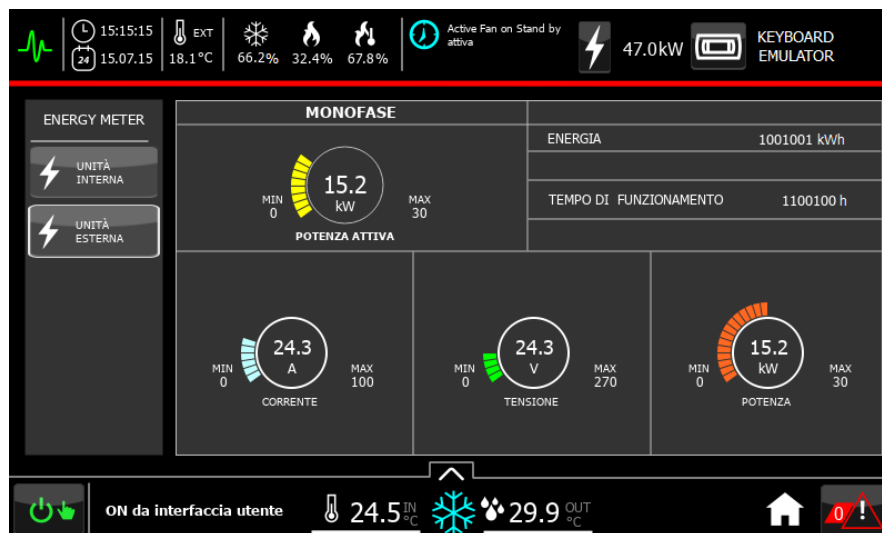 15:15:15
24
15.07.15
EXT
18.1°C
66.2%
32.4%
67.8%
Active Fan on Stand by
attiva
47.0kW
KEYBOARD
EMULATOR
ENERGY METER
UNITÀ
INTERNA
UNITÀ
ESTERNA
MONOFASE
15.2
kW
MIN
0
MAX
30
POTENZA ATTIVA
ENERGIA 1001001 kWh
TEMPO DI FUNZIONAMENTO 1100100 h
24.3
A
MIN
0
MAX
100
CORRENTE
24.3
V
MIN
0
MAX
270
TENSIONE
15.2
kW
MIN
0
MAX
30
POTENZA
ON da interfaccia utente
24.5 IN
°C
29.9 OUT
°C
0 !